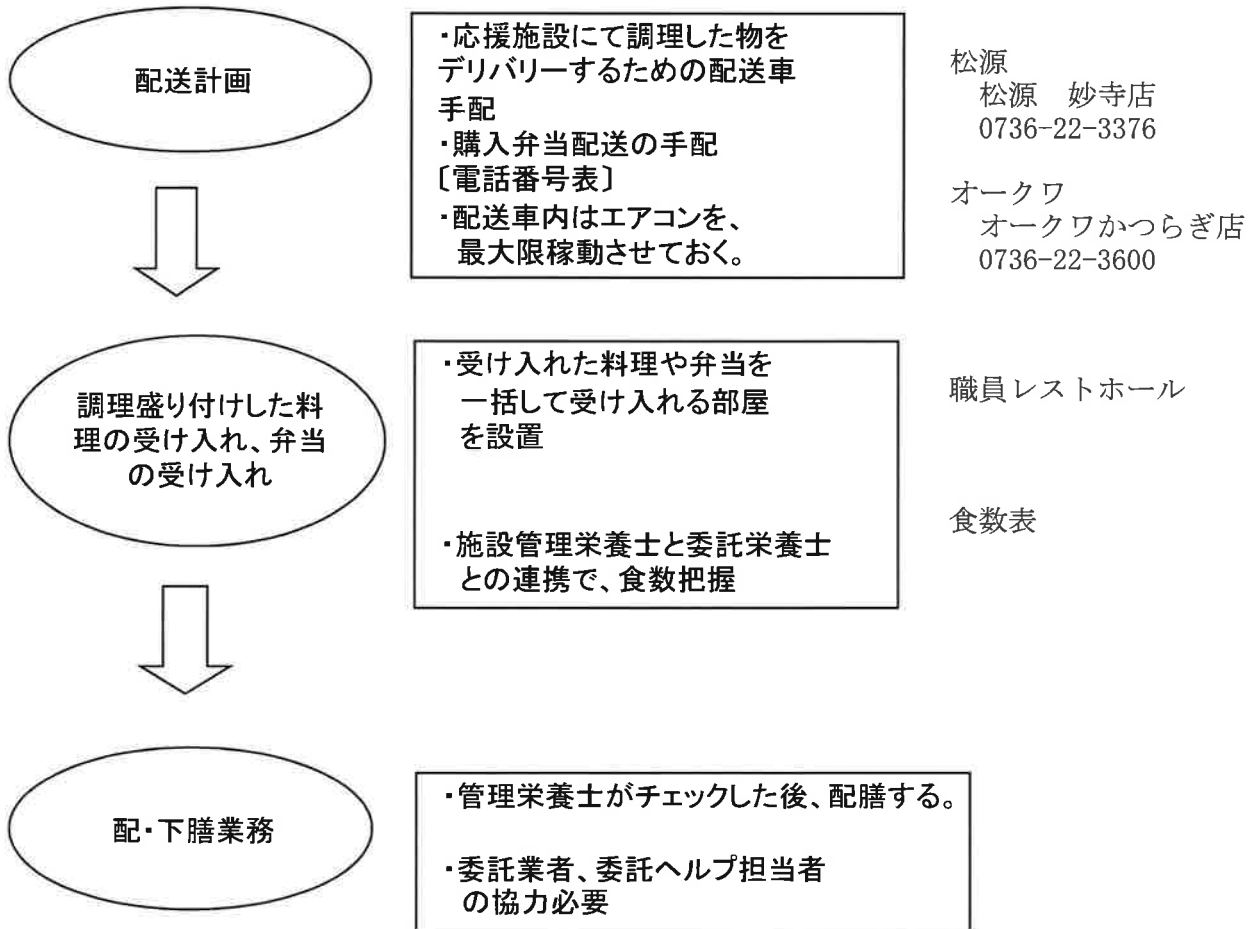 配送計画
・応援施設にて調理した物を
デリバリーするための配送車
手配
・購入弁当配送の手配
〔電話番号表〕
・配送車内はエアコンを、
最大限稼動させておく。
松源
松源　妙寺店
0736-22-3376
オークワ
オークワかつらぎ店
0736-22-3600
調理盛り付けした料
理の受け入れ、弁当
の受け入れ
・受け入れた料理や弁当を
一括して受け入れる部屋
を設置
・施設管理栄養士と委託栄養士
との連携で、食数把握
職員レストホール
食数表
配・下膳業務
・管理栄養士がチェックした後、配膳する。
・委託業者、委託ヘルプ担当者
の協力必要